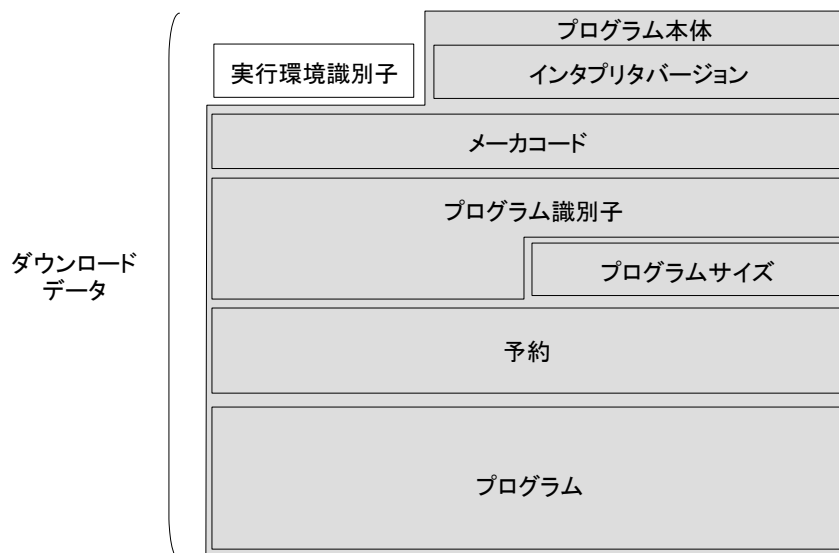 プログラム本体
実行環境識別子
インタプリタバージョン
メーカコード
プログラム識別子
プログラムサイズ
ダウンロード
データ
予約
プログラム